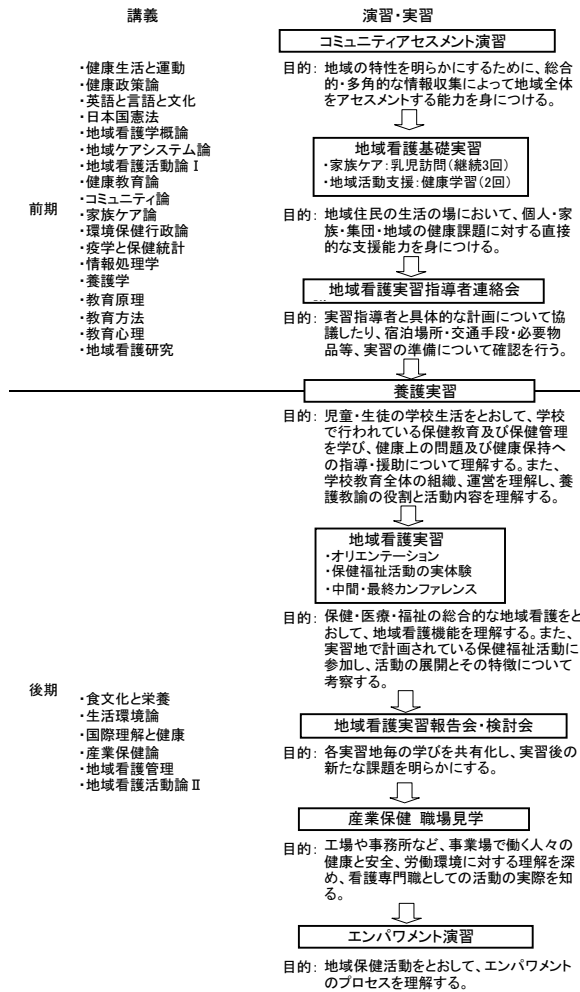 講義
演習・実習
コミュニティアセスメント演習
目的: 地域の特性を明らかにするために、総合
的・多角的な情報収集によって地域全体
をアセスメントする能力を身につける。
地域看護基礎実習
・家族ケア:乳児訪問(継続3回)
・地域活動支援:健康学習(2回)
目的: 地域住民の生活の場において、個人・家
族・集団・地域の健康課題に対する直接
的な支援能力を身につける。
地域看護実習指導者連絡会
目的: 実習指導者と具体的な計画について協
議したり、宿泊場所・交通手段・必要物
品等、実習の準備について確認を行う。
前期
・健康生活と運動
・健康政策論
・英語と言語と文化
・日本国憲法
・地域看護学概論
・地域ケアシステム論
・地域看護活動論Ⅰ
・健康教育論
・コミュニティ論
・家族ケア論
・環境保健行政論
・疫学と保健統計
・情報処理学
・養護学
・教育原理
・教育方法
・教育心理
・地域看護研究
養護実習
目的: 児童・生徒の学校生活をとおして、学校
で行われている保健教育及び保健管理
を学び、健康上の問題及び健康保持へ
の指導・援助について理解する。また、
学校教育全体の組織、運営を理解し、養
護教諭の役割と活動内容を理解する。
地域看護実習
・オリエンテーション
・保健福祉活動の実体験
・中間・最終カンファレンス
目的: 保健・医療・福祉の総合的な地域看護をと
おして、地域看護機能を理解する。また、
実習地で計画されている保健福祉活動に
参加し、活動の展開とその特徴について
考察する。
後期
・食文化と栄養
・生活環境論
・国際理解と健康
・産業保健論
・地域看護管理
・地域看護活動論Ⅱ
地域看護実習報告会・検討会
目的: 各実習地毎の学びを共有化し、実習後の
新たな課題を明らかにする。
産業保健 職場見学
目的: 工場や事務所など、事業場で働く人々の
健康と安全、労働環境に対する理解を深
め、看護専門職としての活動の実際を知
る。
エンパワメント演習
目的: 地域保健活動をとおして、エンパワメント
のプロセスを理解する。